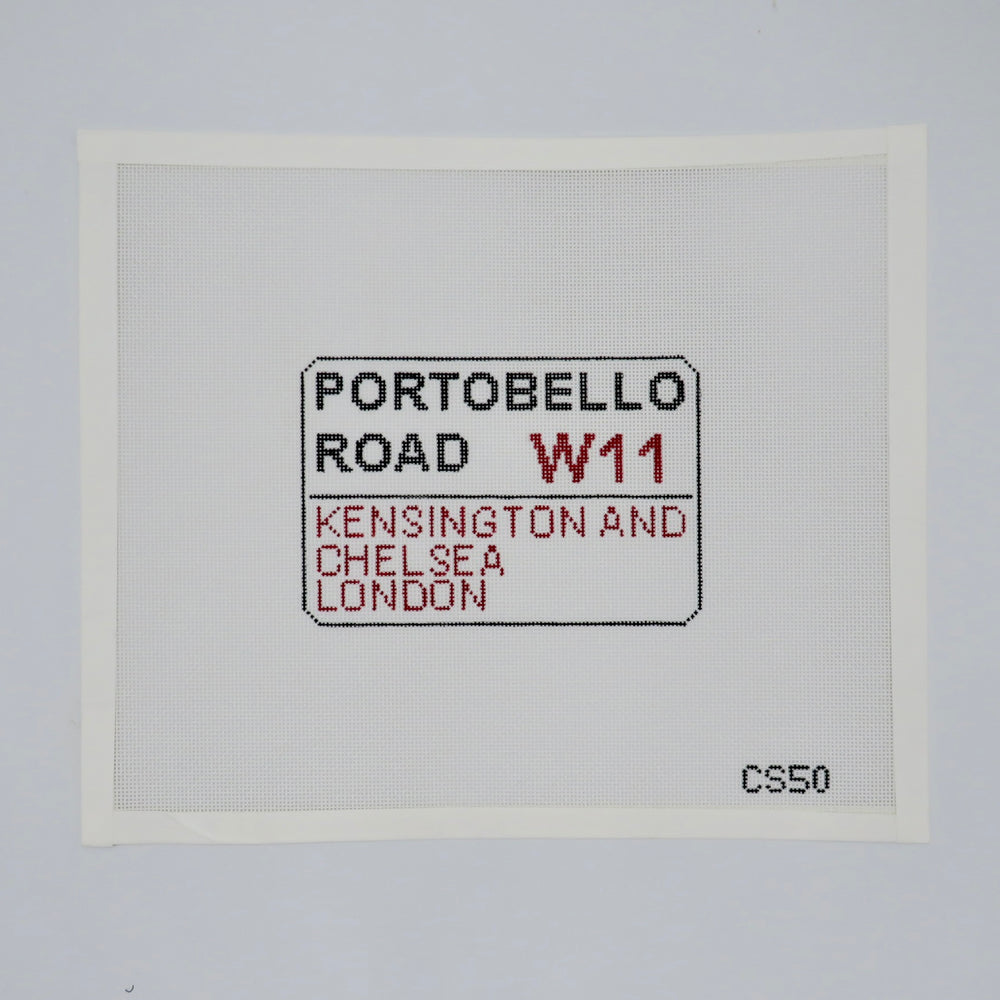 PORTOBELLO
ROAD W11
KENSINGTON AND
CHELSEA
LONDON
CS50